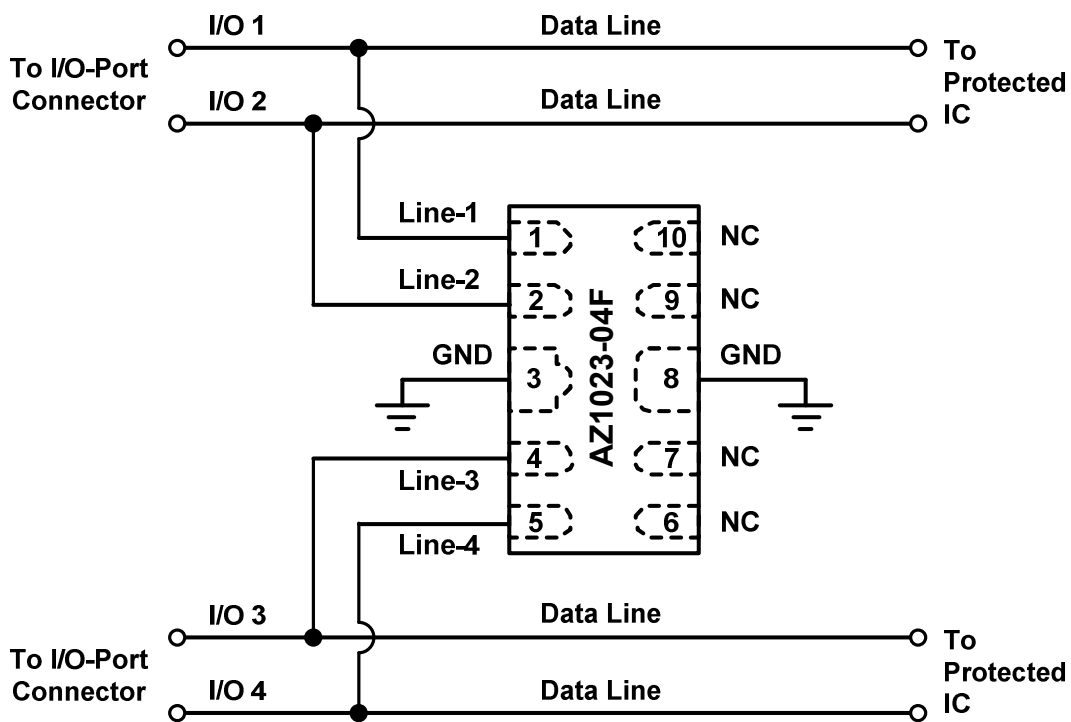 I/O 1
Data Line
To I/O-Port
Connector
To
Protected
IC
I/O 2
Data Line
Line-1
1
10
NC
Line-2
2
9
NC
GND
3
AZ1023-04F
8
GND
4
7
NC
Line-3
5
6
NC
Line-4
I/O 3
Data Line
To I/O-Port
Connector
To
Protected
IC
I/O 4
Data Line